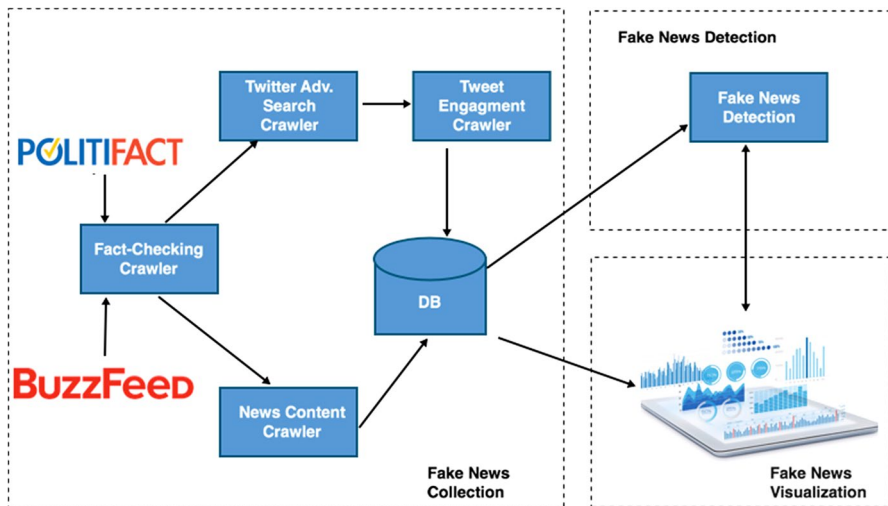 Fake News Detection
Twitter Adv.
Search
Crawler
Tweet
Engagment
Crawler
Fake News
Detection
POLITIFACT
Fact-Checking
Crawler
DB
BuzzFeed
News Content
Crawler
Fake News
Collection
Fake News
Visualization